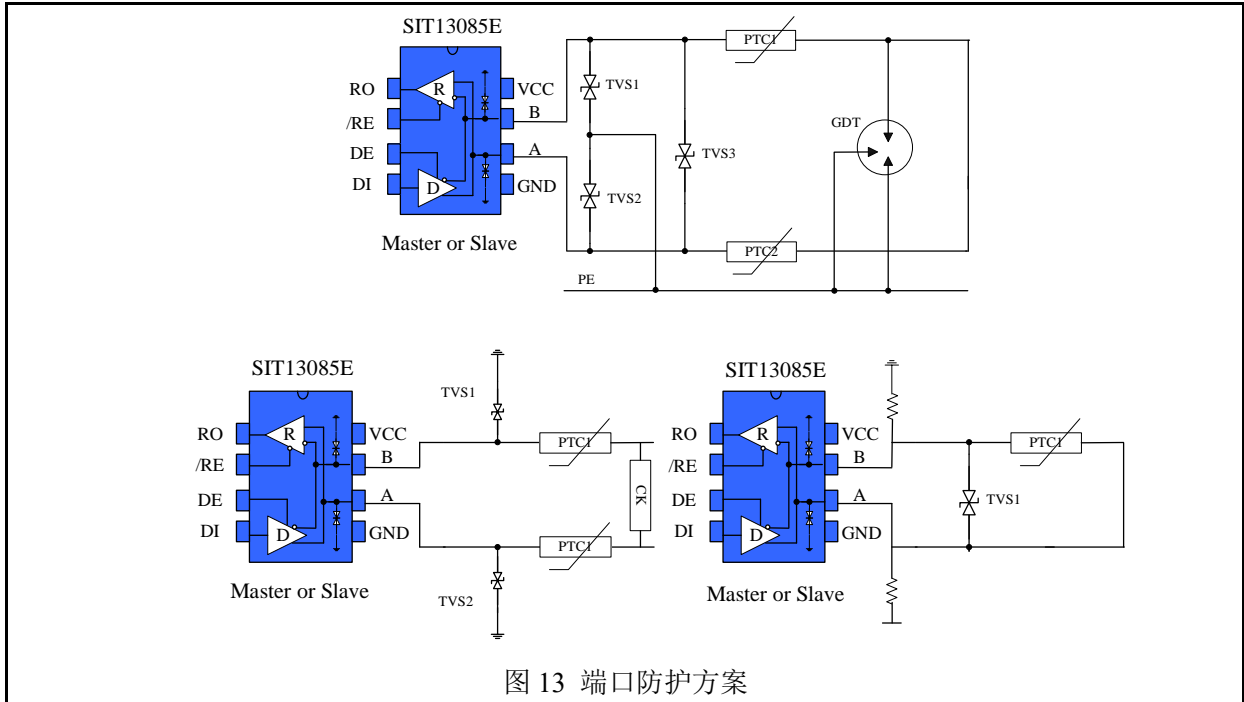 SIT13085E
RO
/RE
DE
DI
R
D
VCC
B
A
GND
Master or Slave
TVS1
TVS2
TVS3
PTC1
PTC2
GDT
PE
SIT13085E
RO
/RE
DE
DI
R
D
VCC
B
A
GND
Master or Slave
TVS1
TVS2
PTC1
PTC1
CK
SIT13085E
RO
/RE
DE
DI
R
D
VCC
B
A
GND
Master or Slave
TVS1
PTC1
图 13 端口防护方案